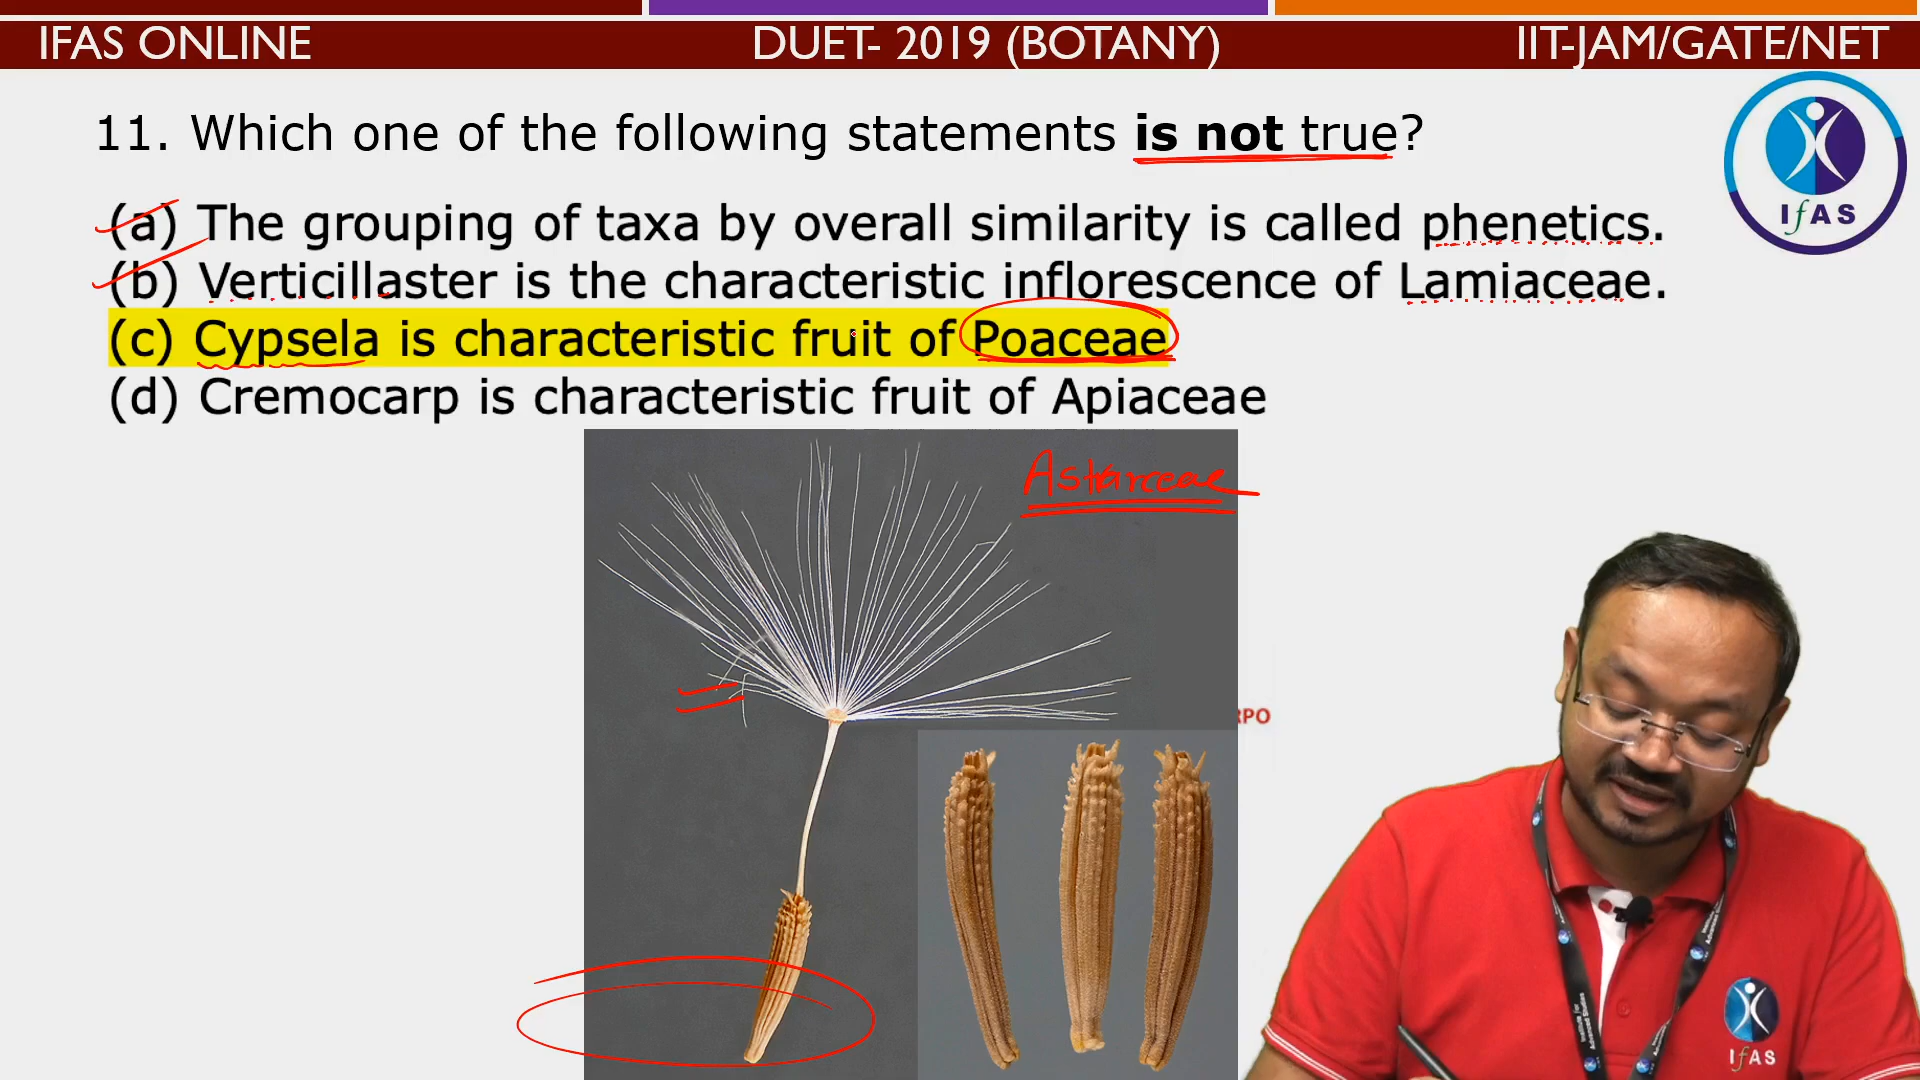 IFAS ONLINE
DUET- 2019 (BOTANY)
IIT-JAM/GATE/NET
11. Which one of the following statements is not true?
(a) The grouping of taxa by overall similarity is called phenetics.
(b) Verticillaster is the characteristic inflorescence of Lamiaceae.
(c) Cypsela is characteristic fruit of Poaceae
(d) Cremocarp is characteristic fruit of Apiaceae
IfAS
RPO
IfAS